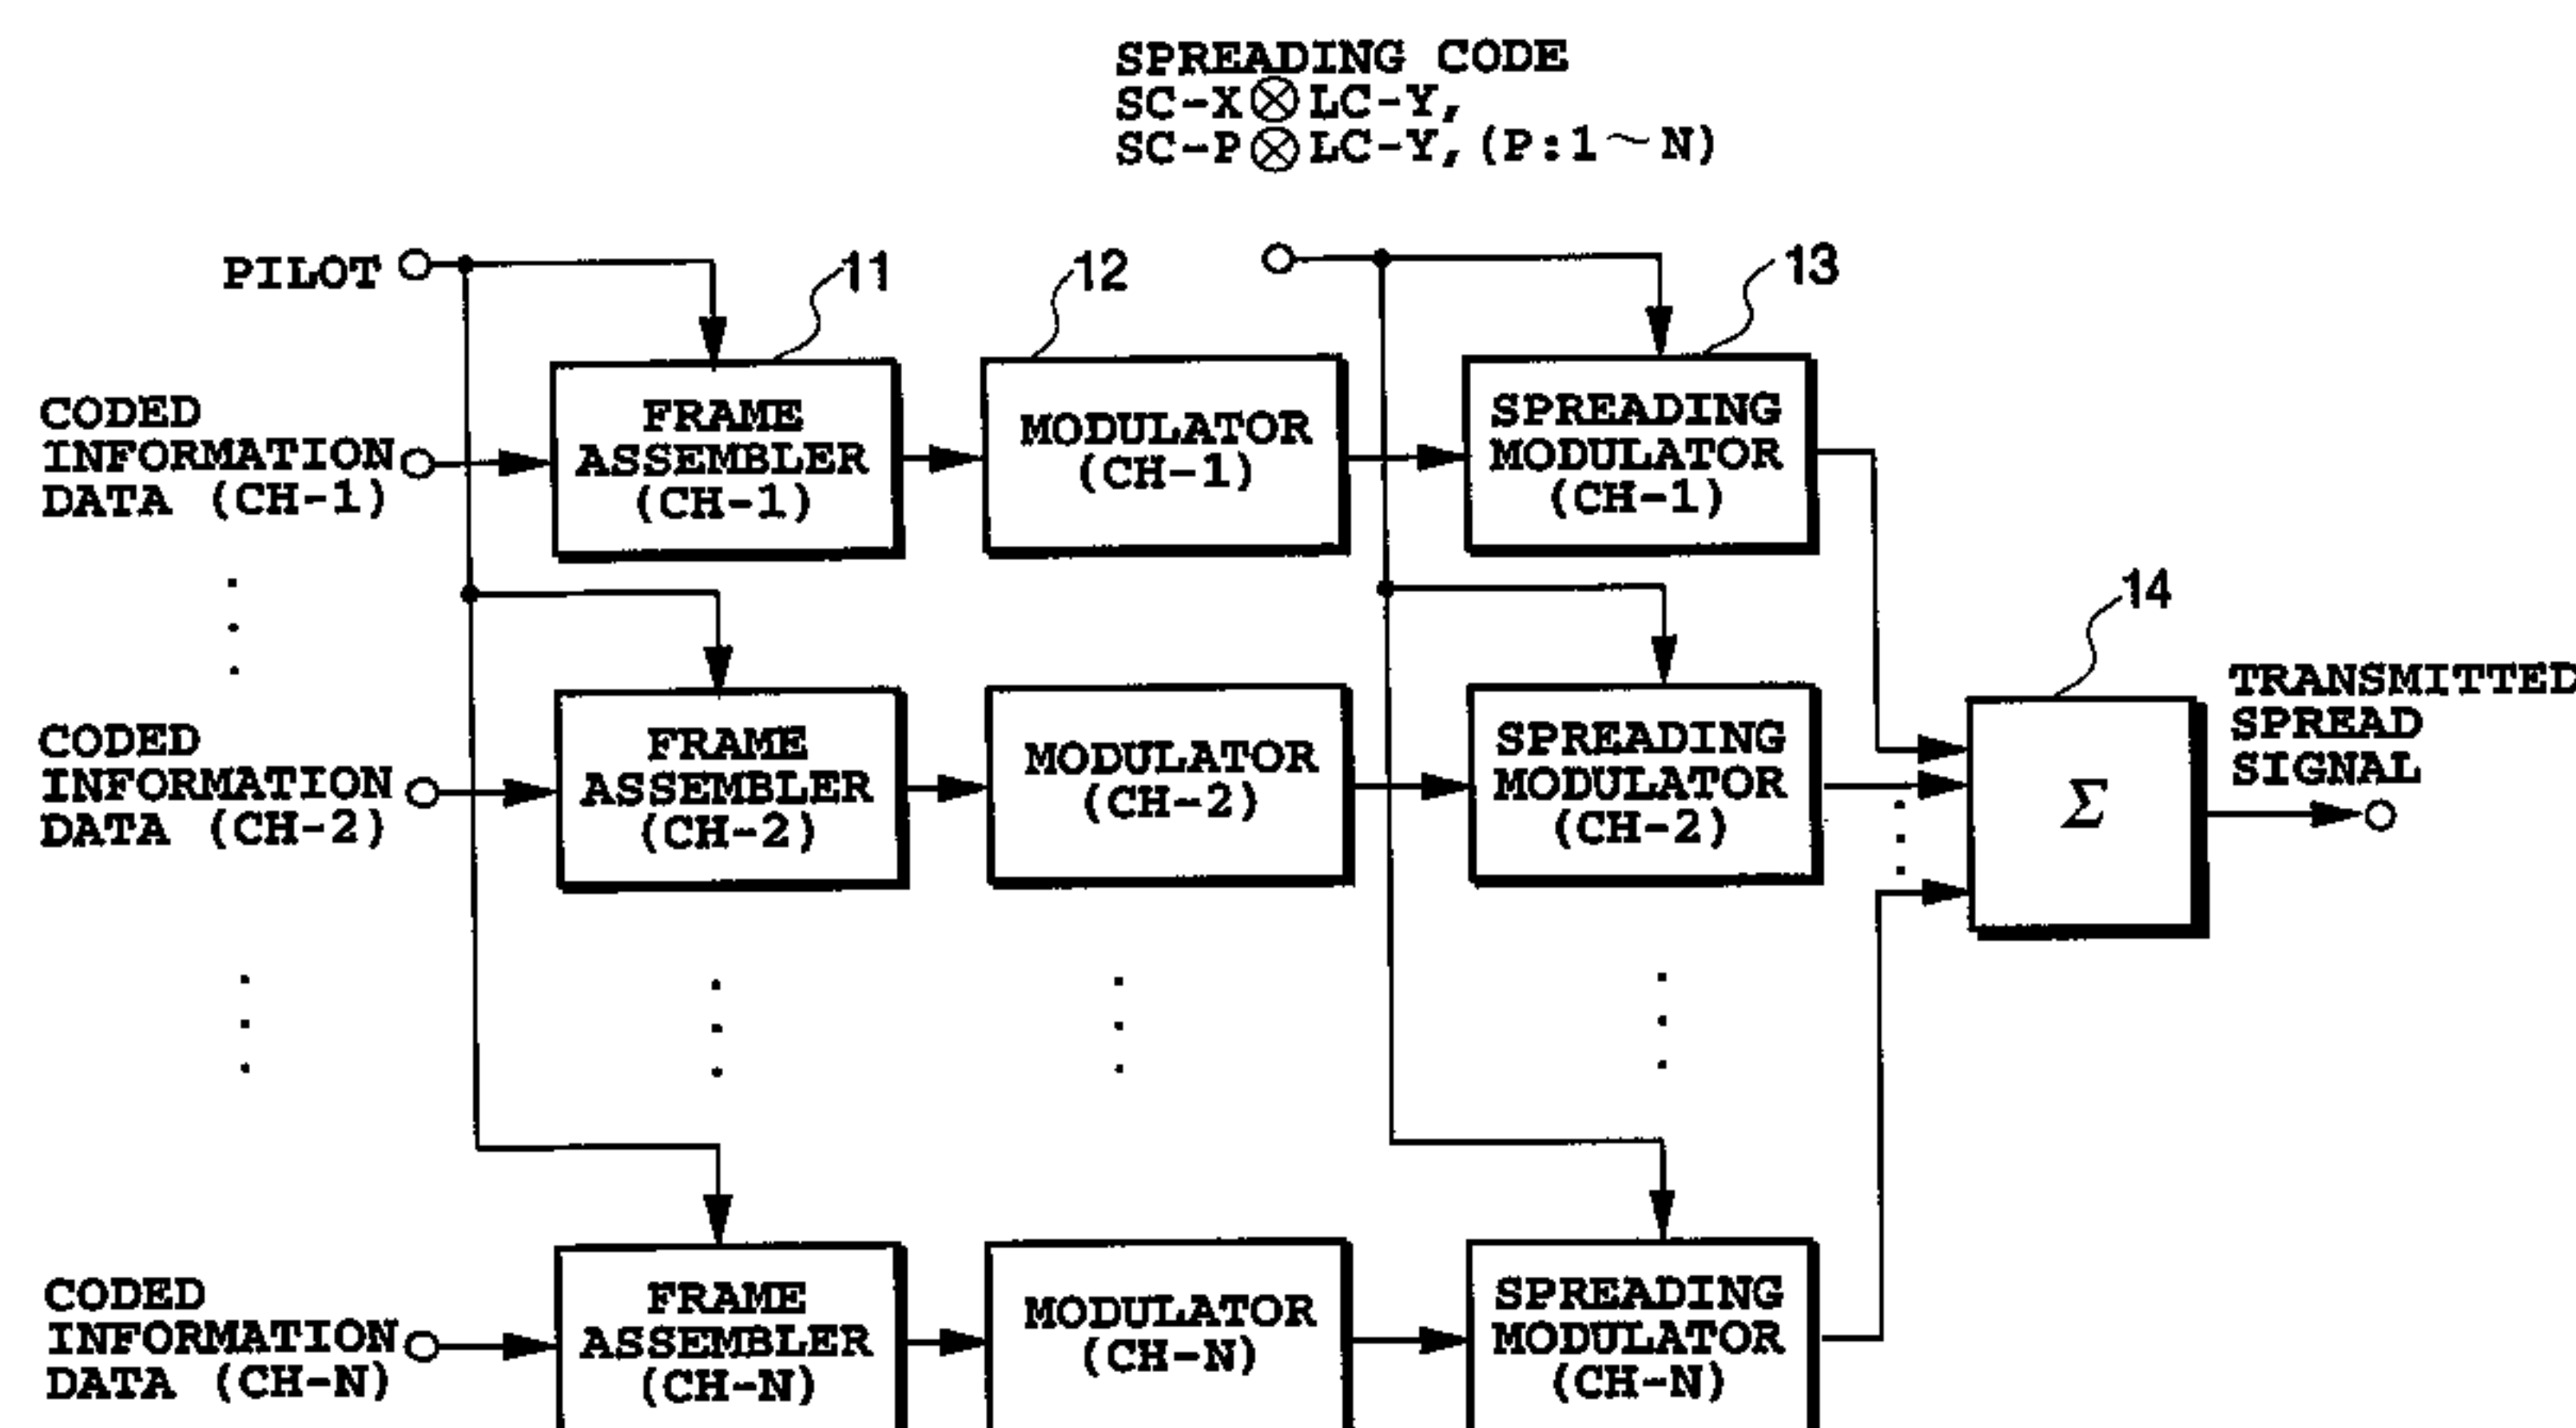 SPREADING CODE
SC-X⊗LC-Y,
SC-P⊗LC-Y, (P:1~N)
PILOT
11
12
13
CODED
INFORMATION
DATA (CH-1)
FRAME
ASSEMBLER
(CH-1)
MODULATOR
(CH-1)
SPREADING
MODULATOR
(CH-1)
14
CODED
INFORMATION
DATA (CH-2)
FRAME
ASSEMBLER
(CH-2)
MODULATOR
(CH-2)
SPREADING
MODULATOR
(CH-2)
Σ
TRANSMITTED
SPREAD
SIGNAL
CODED
INFORMATION
DATA (CH-N)
FRAME
ASSEMBLER
(CH-N)
MODULATOR
(CH-N)
SPREADING
MODULATOR
(CH-N)